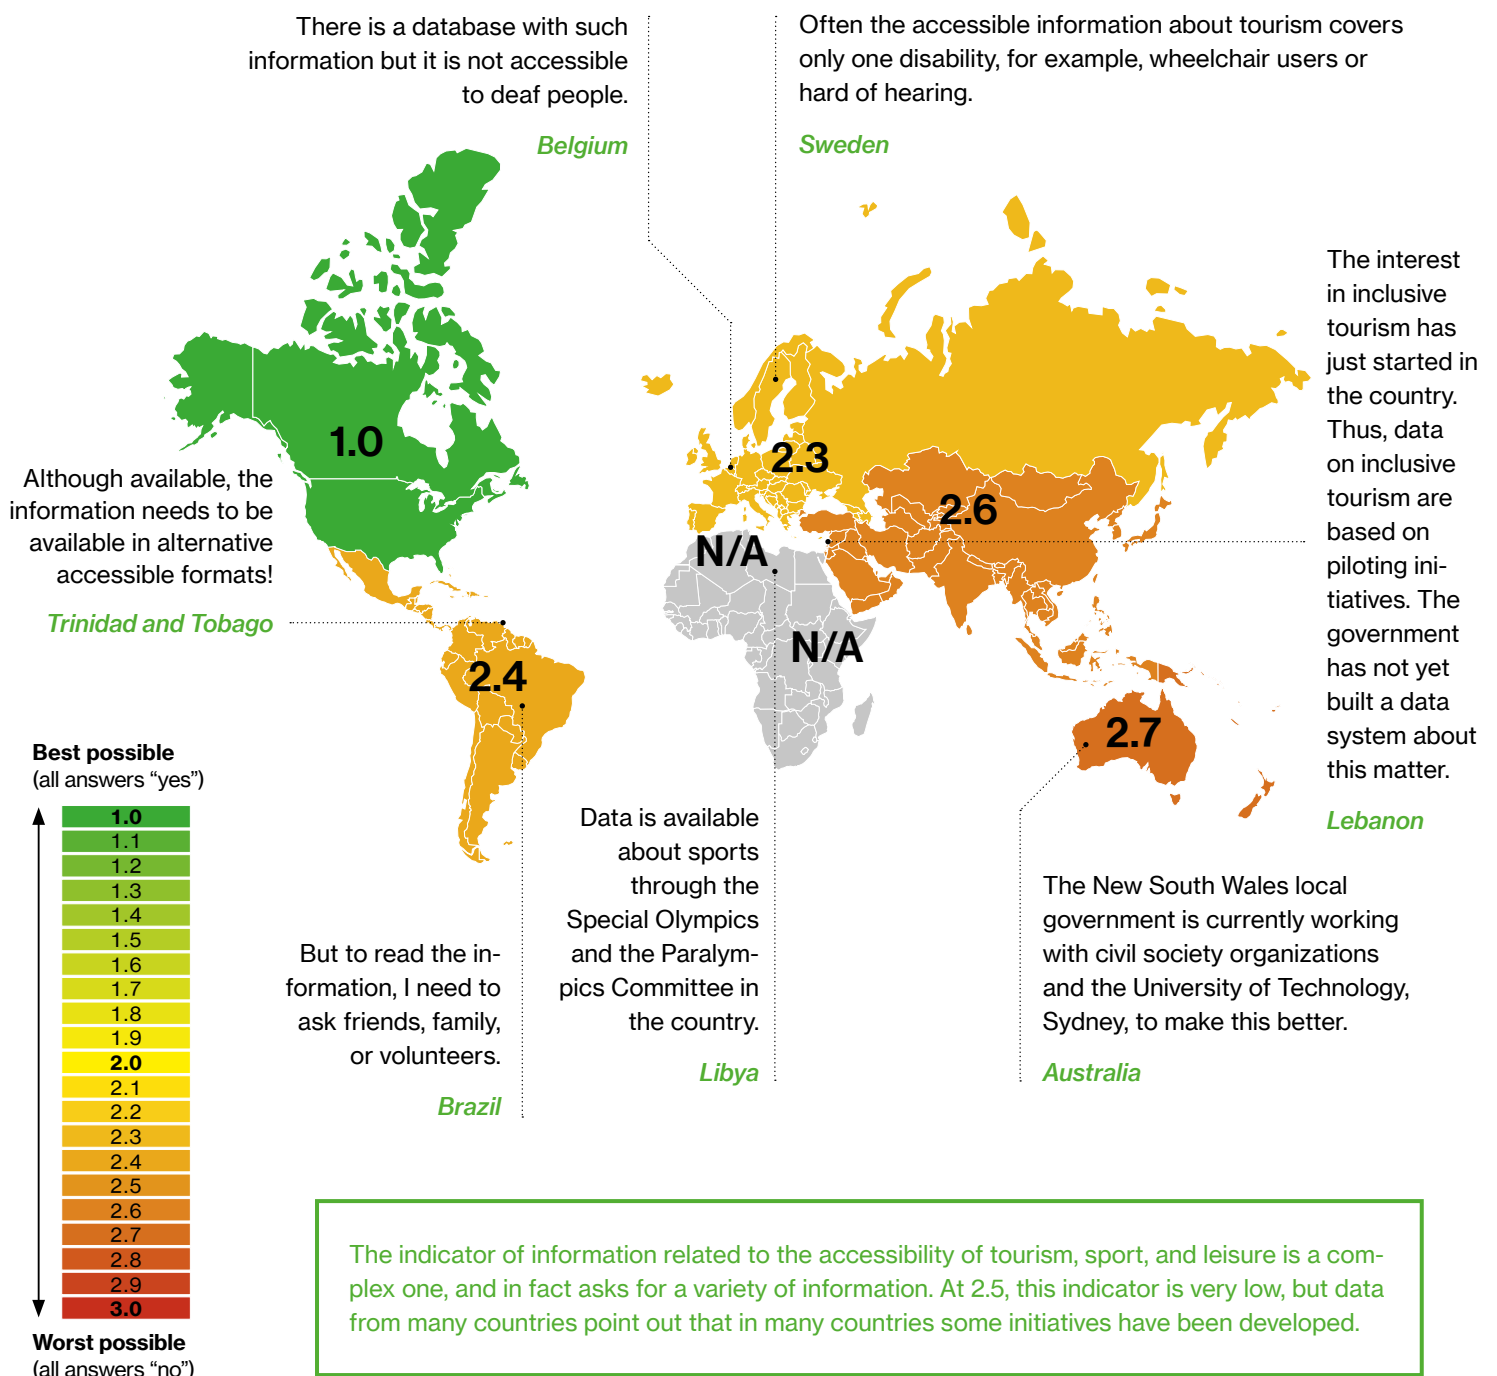 There is a database with such
information but it is not accessible
to deaf people.
Belgium
Often the accessible information about tourism covers
only one disability, for example, wheelchair users or
hard of hearing.
Sweden
The interest
in inclusive
tourism has
just started in
the country.
Thus, data
on inclusive
tourism are
based on
piloting ini-
tiatives. The
government
has not yet
built a data
system about
this matter.
Lebanon
1.0
2.3
2.6
N/A
N/A
2.4
2.7
Although available, the
information needs to be
available in alternative
accessible formats!
Trinidad and Tobago
Best possible
(all answers “yes”)
1.0
1.1
1.2
1.3
1.4
1.5
1.6
1.7
1.8
1.9
2.0
2.1
2.2
2.3
2.4
2.5
2.6
2.7
2.8
2.9
3.0
Worst possible
(all answers “no”)
But to read the in-
formation, I need to
ask friends, family,
or volunteers.
Brazil
Data is available
about sports
through the
Special Olympics
and the Paralym-
pics Committee in
the country.
Libya
The New South Wales local
government is currently working
with civil society organizations
and the University of Technology,
Sydney, to make this better.
Australia
The indicator of information related to the accessibility of tourism, sport, and leisure is a com-
plex one, and in fact asks for a variety of information. At 2.5, this indicator is very low, but data
from many countries point out that in many countries some initiatives have been developed.